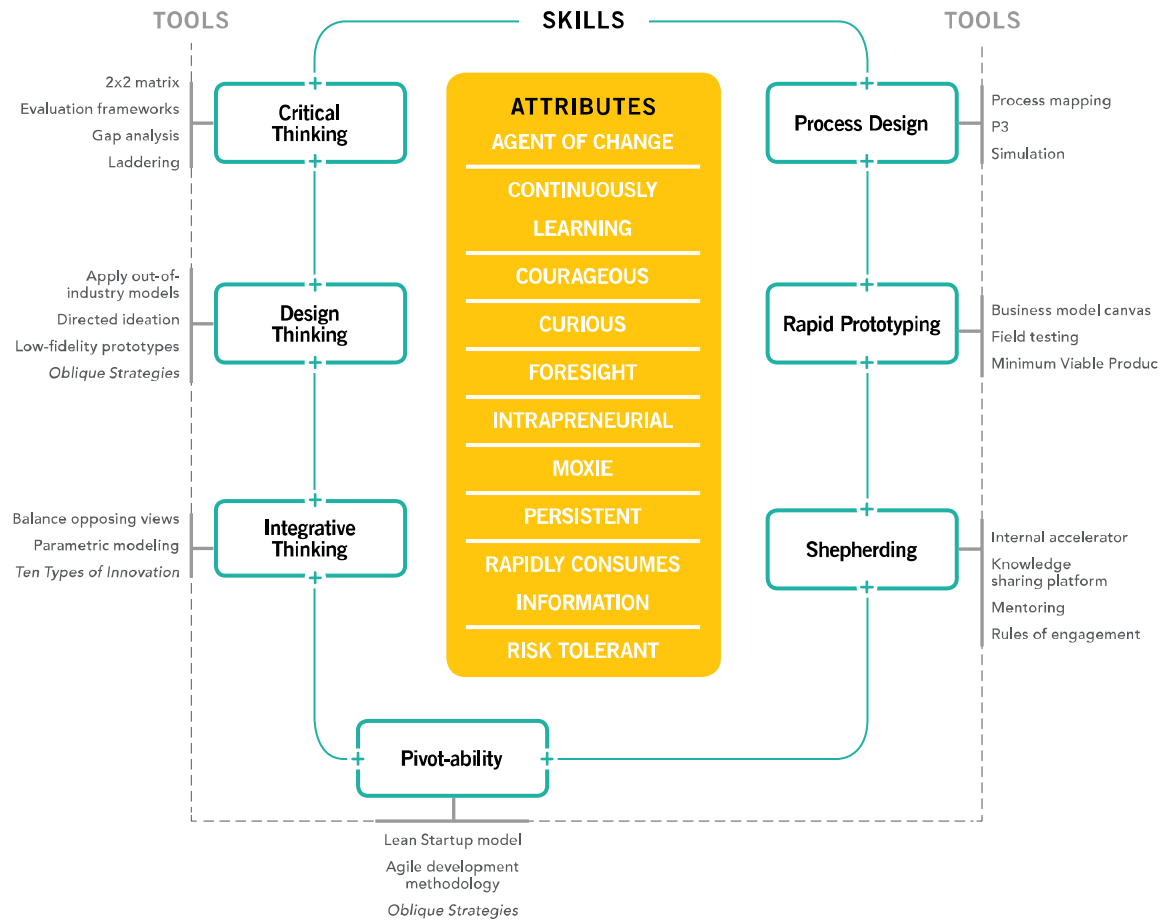 TOOLS
SKILLS
TOOLS
2x2 matrix
Evaluation frameworks
Gap analysis
Laddering
Critical
Thinking
Apply out-of-
industry models
Directed ideation
Low-fidelity prototypes
Oblique Strategies
Design
Thinking
Balance opposing views
Parametric modeling
Ten Types of Innovation
Integrative
Thinking
ATTRIBUTES
AGENT OF CHANGE
CONTINUOUSLY
LEARNING
COURAGEOUS
CURIOUS
FORESIGHT
INTRAPRENEURIAL
MOXIE
PERSISTENT
RAPIDLY CONSUMES
INFORMATION
RISK TOLERANT
Process Design
Process mapping
P3
Simulation
Rapid Prototyping
Business model canvas
Field testing
Minimum Viable Produc
Shepherding
Internal accelerator
Knowledge
sharing platform
Mentoring
Rules of engagement
Pivot-ability
Lean Startup model
Agile development
methodology
Oblique Strategies